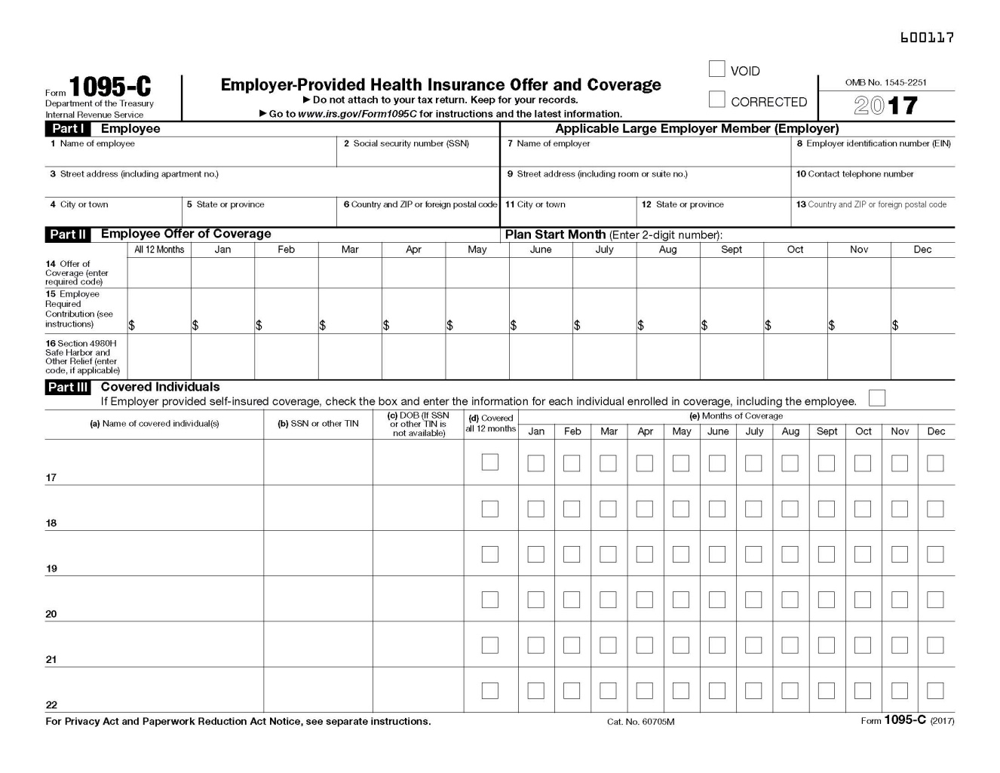 600117
VOID
CORRECTED
Form 1095-C
Department of the Treasury
Internal Revenue Service
Employer-Provided Health Insurance Offer and Coverage
▶ Do not attach to your tax return. Keep for your records.
▶ Go to www.irs.gov/Form1095C for instructions and the latest information.
OMB No. 1545-2251
2017
Part I Employee
Applicable Large Employer Member (Employer)
1 Name of employee
2 Social security number (SSN)
7 Name of employer
8 Employer identification number (EIN)
3 Street address (including apartment no.)
9 Street address (including room or suite no.)
10 Contact telephone number
4 City or town
5 State or province
6 Country and ZIP or foreign postal code
11 City or town
12 State or province
13 Country and ZIP or foreign postal code
Part II Employee Offer of Coverage
Plan Start Month (Enter 2-digit number):
All 12 Months Jan Feb Mar Apr May June July Aug Sept Oct Nov Dec
14 Offer of
Coverage (enter
required code)
15 Employee
Required
Contribution (see
instructions) $ $ $ $ $ $ $ $ $ $ $ $ $
16 Section 4980H
Safe Harbor and
Other Relief (enter
code, if applicable)
Part III Covered Individuals
If Employer provided self-insured coverage, check the box and enter the information for each individual enrolled in coverage, including the employee.
(a) Name of covered individual(s)
(b) SSN or other TIN
(c) DOB (If SSN
or other TIN is
not available)
(d) Covered
all 12 months
(e) Months of Coverage
Jan Feb Mar Apr May June July Aug Sept Oct Nov Dec
17
18
19
20
21
22
For Privacy Act and Paperwork Reduction Act Notice, see separate instructions.
Cat. No. 60705M
Form 1095-C (2017)